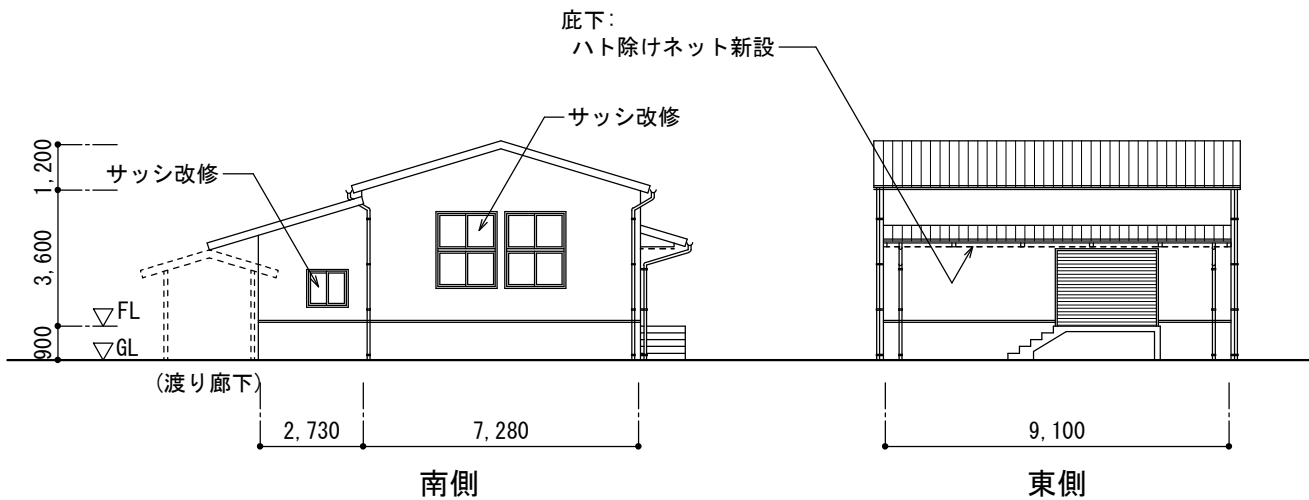 庇下:
ハト除けネット新設
サッシ改修
サッシ改修
1,200
3,600
900
FL
GL
(渡り廊下)
2,730
7,280
9,100
南側
東側